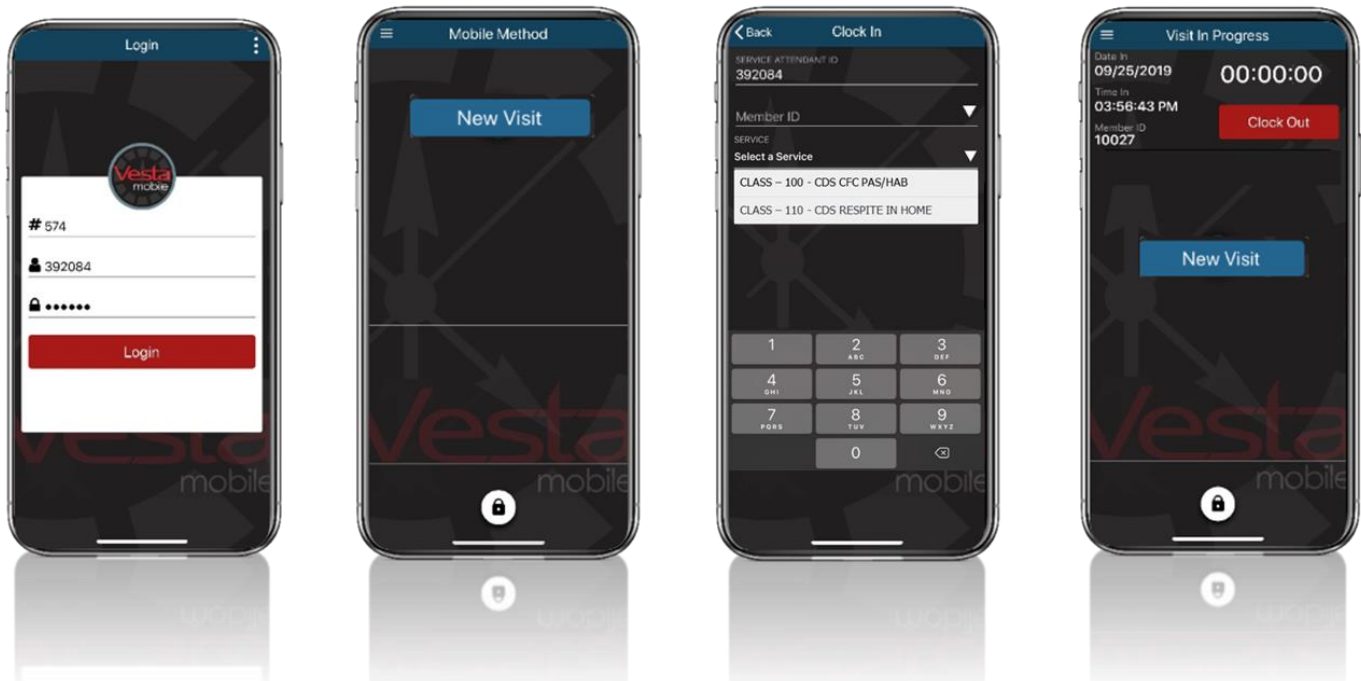 Login
Vesta
mobile
# 574
392084
••••••
Login
Vesta
mobile
Mobile Method
New Visit
Vesta
mobile
Back
Clock In
SERVICE ATTENDANT ID
392084
Member ID
SERVICE
Select a Service
CLASS – 100 - CDS CFC PAS/HAB
CLASS – 110 - CDS RESPITE IN HOME
1
2
ABC
3
DEF
4
GHI
5
JKL
6
MNO
7
PQRS
8
TUV
9
WXYZ
0
mobile
Visit In Progress
Date In
09/25/2019
00:00:00
Time In
03:56:43 PM
Clock Out
Member ID
10027
New Visit
Vesta
mobile